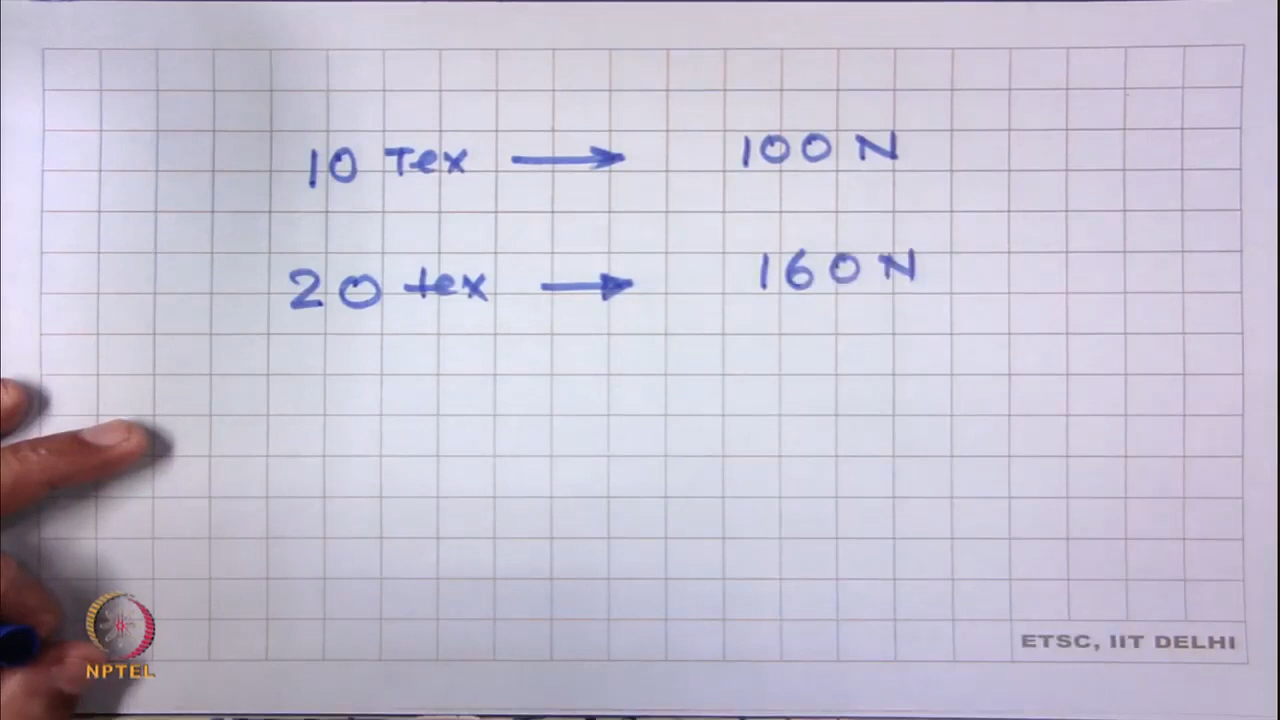 10 Tex → 100 N
20 tex → 160 N
NPTEL
ETSC, IIT DELHI